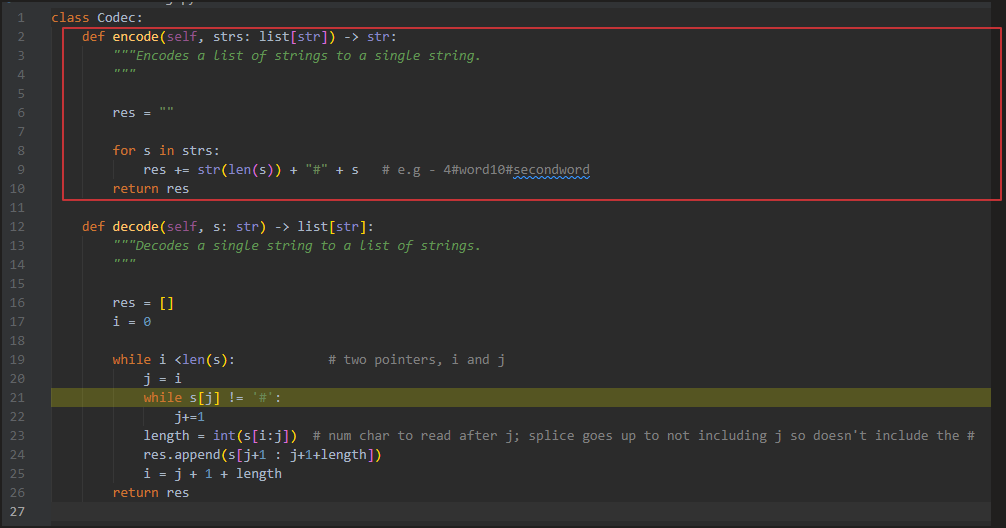 1 class Codec:
2     def encode(self, strs: list[str]) -> str:
3         """Encodes a list of strings to a single string.
4         """
5
6         res = ""
7
8         for s in strs:
9             res += str(len(s)) + "#" + s   # e.g - 4#word10#secondword
10         return res
11
12     def decode(self, s: str) -> list[str]:
13         """Decodes a single string to a list of strings.
14         """
15
16         res = []
17         i = 0
18
19         while i <len(s):            # two pointers, i and j
20             j = i
21             while s[j] != '#':
22                 j+=1
23             length = int(s[i:j])  # num char to read after j; splice goes up to not including j so doesn't include the #
24             res.append(s[j+1 : j+1+length])
25             i = j + 1 + length
26         return res
27